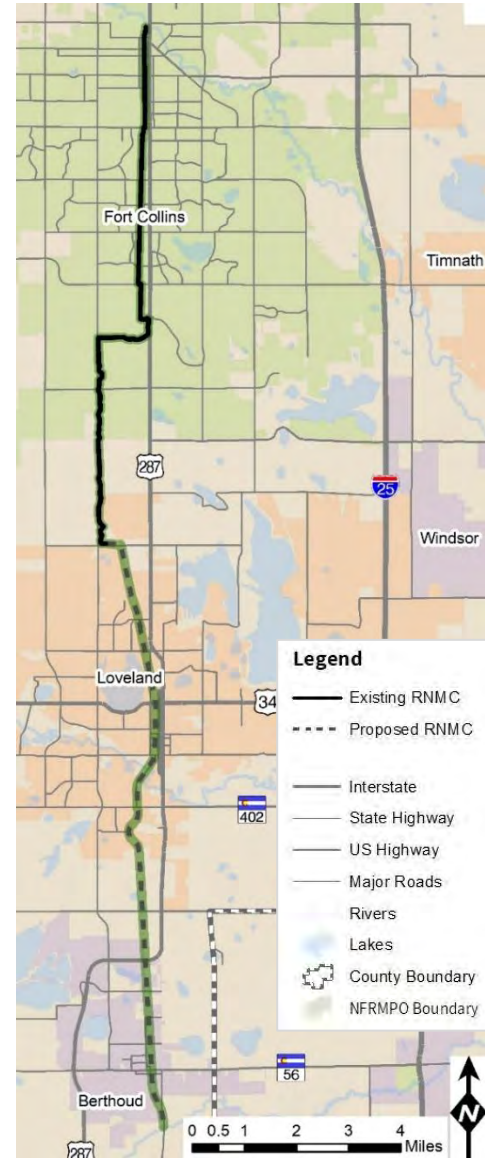 Fort Collins
Timnath
287
25
Windsor
Legend
Loveland
Existing RNMC
34
Proposed RNMC
Interstate
402
State Highway
US Highway
Major Roads
Rivers
Lakes
County Boundary
NFRMPO Boundary
56
Berthoud
N
0 0.5 1 2 3 4
Miles
287